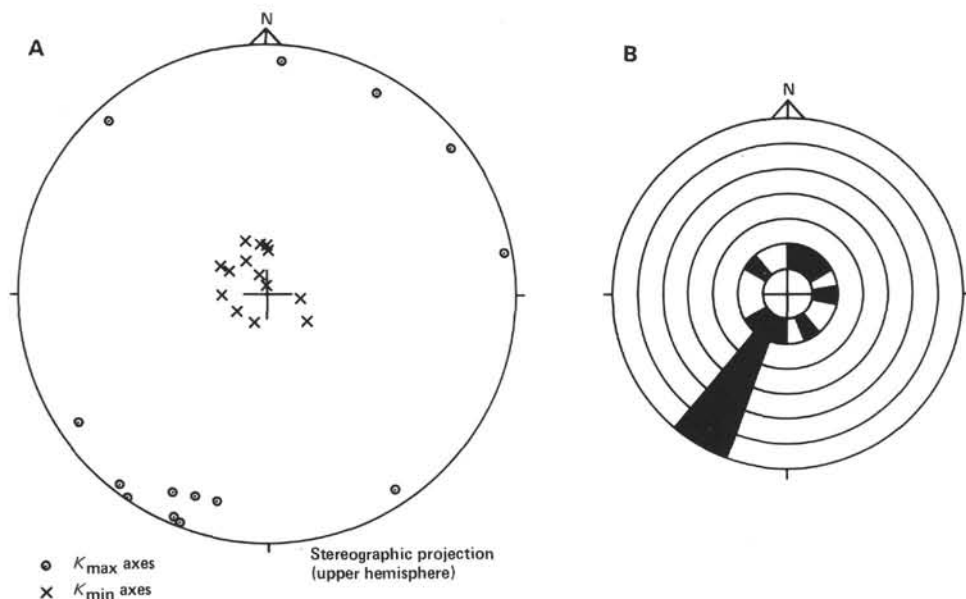 A
N
B
N
K max axes
K min axes
Stereographic projection
(upper hemisphere)